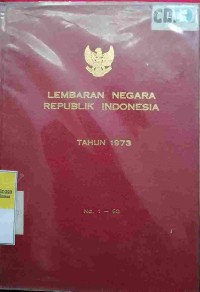 LEMBARAN NEGARA
REPUBLIK INDONESIA
TAHUN 1973